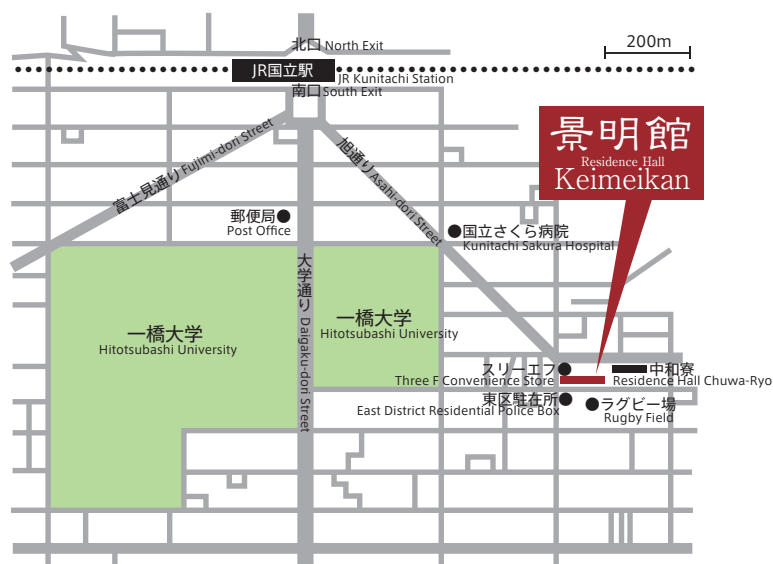 北口 North Exit
200m
JR国立駅
JR Kunitachi Station
南口 South Exit
景明館
Residence Hall
Keimeikan
富士見通り Fujimi-dori Street
旭通り Asahi-dori Street
郵便局
Post Office
国立さくら病院
Kunitachi Sakura Hospital
大学通り Daigaku-dori Street
一橋大学
Hitotsubashi University
一橋大学
Hitotsubashi University
スリーエフ
Three F Convenience Store
中和寮
Residence Hall Chuwa-Ryo
東区駐在所
East District Residential Police Box
ラグビー場
Rugby Field